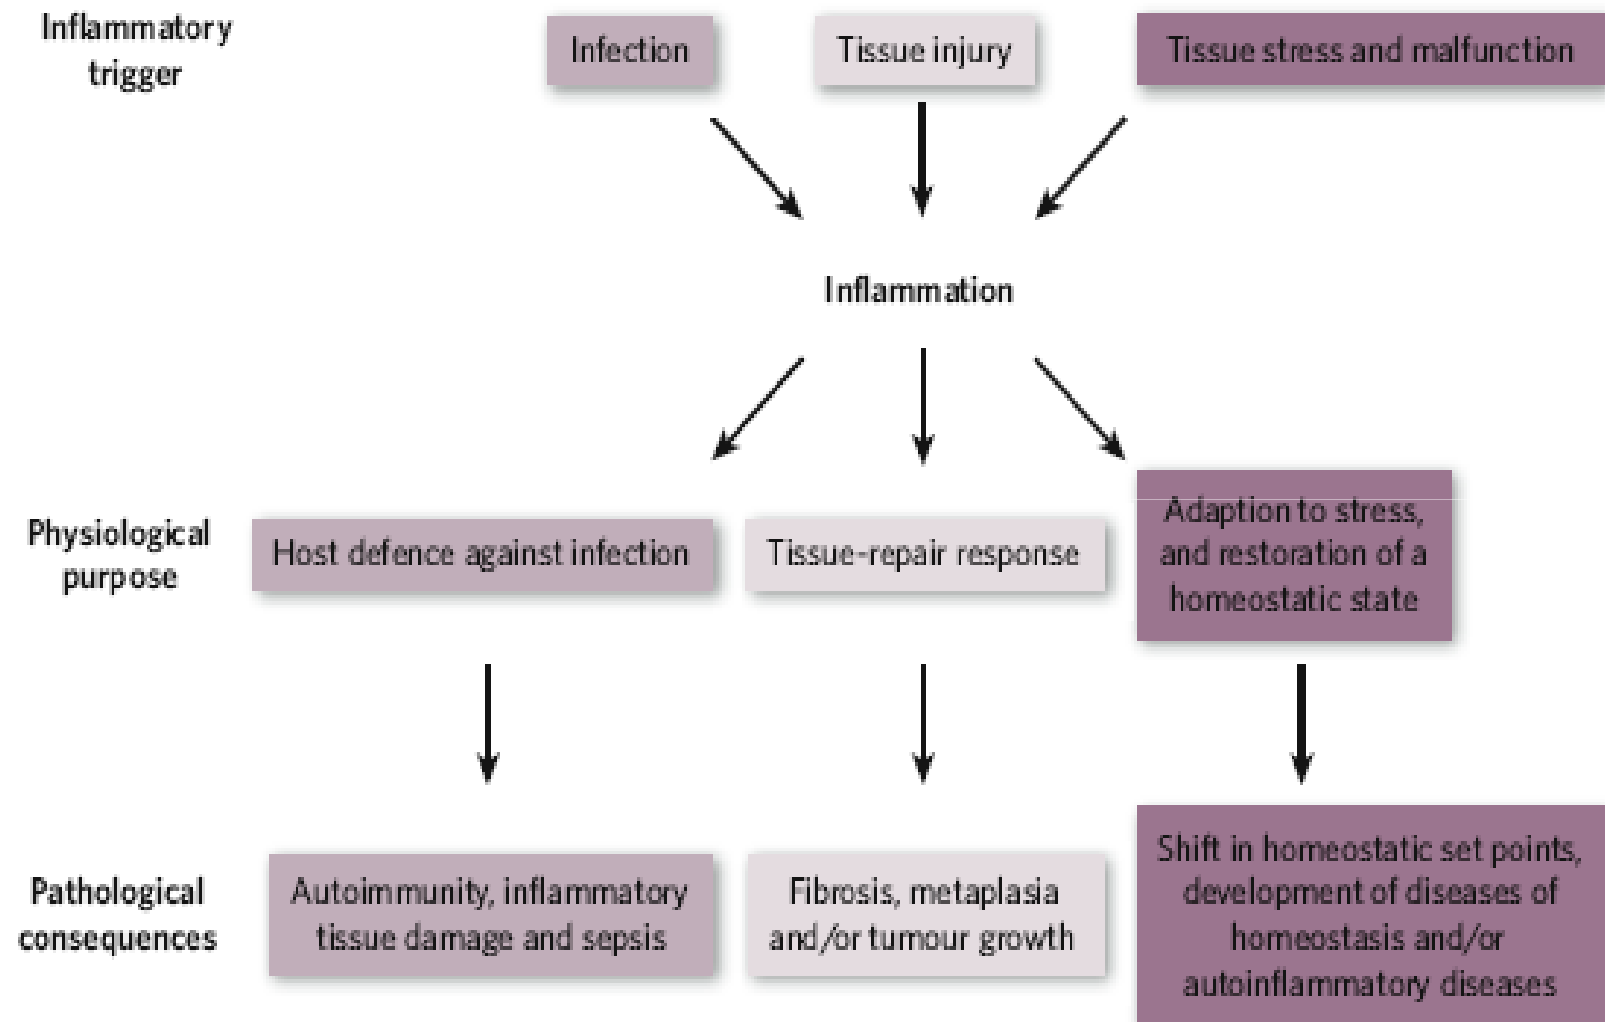 Inflammatory
trigger
Infection
Tissue injury
Tissue stress and malfunction
Inflammation
Physiological
purpose
Host defence against infection
Tissue-repair response
Adaption to stress,
and restoration of a
homeostatic state
Pathological
consequences
Autoimmunity, inflammatory
tissue damage and sepsis
Fibrosis, metaplasia
and/or tumour growth
Shift in homeostatic set points,
development of diseases of
homeostasis and/or
autoinflammatory diseases